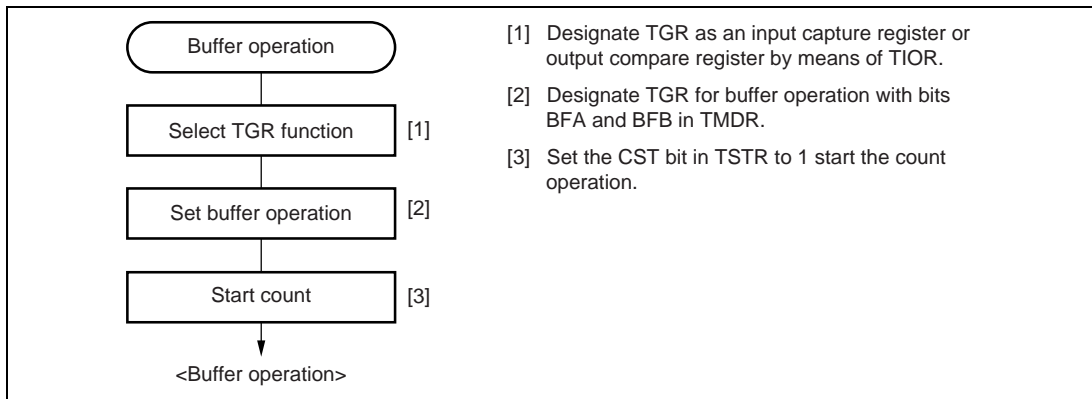 Buffer operation
Select TGR function
[1]
Set buffer operation
[2]
Start count
[3]
<Buffer operation>
[1] Designate TGR as an input capture register or
output compare register by means of TIOR.
[2] Designate TGR for buffer operation with bits
BFA and BFB in TMDR.
[3] Set the CST bit in TSTR to 1 start the count
operation.